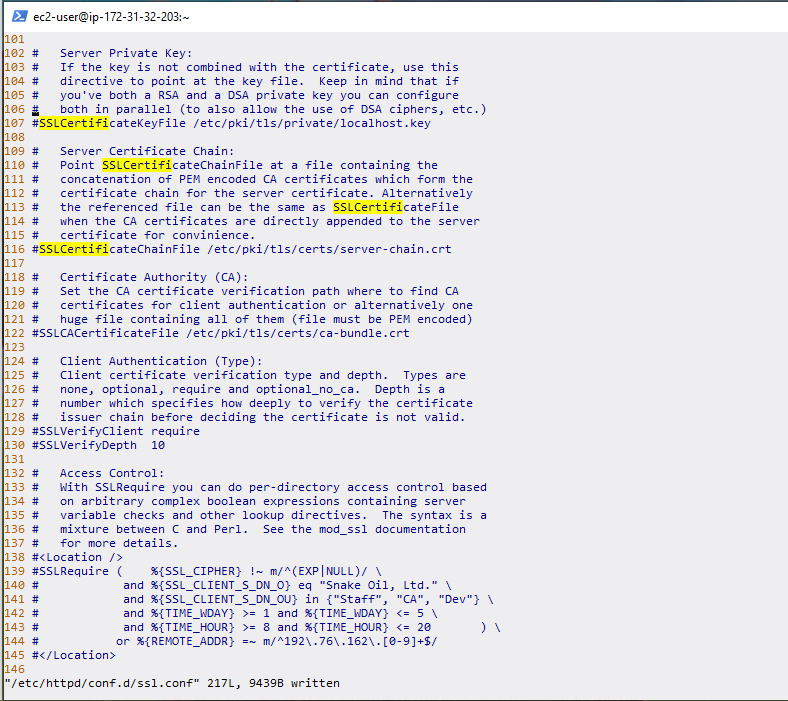 ec2-user@ip-172-31-32-203:~
101
102 #   Server Private Key:
103 #   If the key is not combined with the certificate, use this
104 #   directive to point at the key file.  Keep in mind that if
105 #   you've both a RSA and a DSA private key you can configure
106 #   both in parallel (to also allow the use of DSA ciphers, etc.)
107 #SSLCertificateKeyFile /etc/pki/tls/private/localhost.key
108
109 #   Server Certificate Chain:
110 #   Point SSLCertificateChainFile at a file containing the
111 #   concatenation of PEM encoded CA certificates which form the
112 #   certificate chain for the server certificate. Alternatively
113 #   the referenced file can be the same as SSLCertificateFile
114 #   when the CA certificates are directly appended to the server
115 #   certificate for convinience.
116 #SSLCertificateChainFile /etc/pki/tls/certs/server-chain.crt
117
118 #   Certificate Authority (CA):
119 #   Set the CA certificate verification path where to find CA
120 #   certificates for client authentication or alternatively one
121 #   huge file containing all of them (file must be PEM encoded)
122 #SSLCACertificateFile /etc/pki/tls/certs/ca-bundle.crt
123
124 #   Client Authentication (Type):
125 #   Client certificate verification type and depth.  Types are
126 #   none, optional, require and optional_no_ca.  Depth is a
127 #   number which specifies how deeply to verify the certificate
128 #   issuer chain before deciding the certificate is not valid.
129 #SSLVerifyClient require
130 #SSLVerifyDepth  10
131
132 #   Access Control:
133 #   With SSLRequire you can do per-directory access control based
134 #   on arbitrary complex boolean expressions containing server
135 #   variable checks and other lookup directives.  The syntax is a
136 #   mixture between C and Perl.  See the mod_ssl documentation
137 #   for more details.
138 #<Location />
139 #SSLRequire (    %{SSL_CIPHER} !~ m/^(EXP|NULL)/ \
140 #            and %{SSL_CLIENT_S_DN_O} eq "Snake Oil, Ltd." \
141 #            and %{SSL_CLIENT_S_DN_OU} in {"Staff", "CA", "Dev"} \
142 #            and %{TIME_WDAY} >= 1 and %{TIME_WDAY} <= 5 \
143 #            and %{TIME_HOUR} >= 8 and %{TIME_HOUR} <= 20       ) \
144 #           or %{REMOTE_ADDR} =~ m/^192\.76\.162\.[0-9]+$/
145 #</Location>
146
"/etc/httpd/conf.d/ssl.conf" 217L, 9439B written